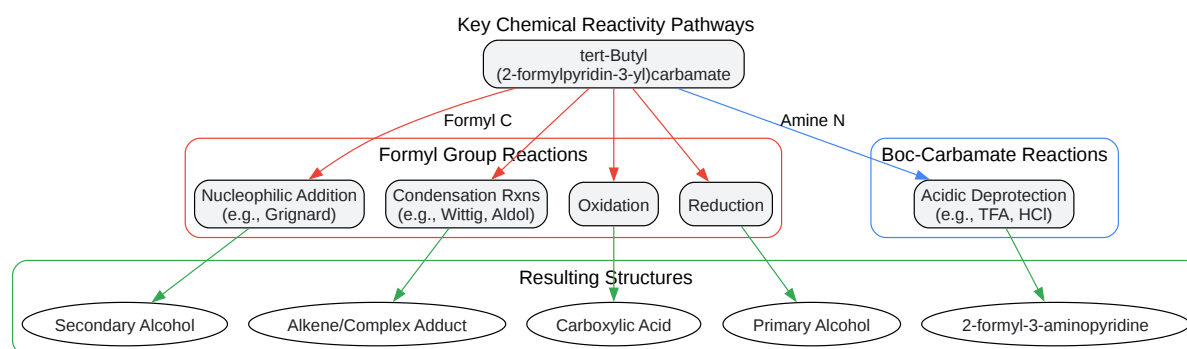 Key Chemical Reactivity Pathways
tert-Butyl
(2-formylpyridin-3-yl)carbamate
Formyl C
Amine N
Formyl Group Reactions
Boc-Carbamate Reactions
Nucleophilic Addition
(e.g., Grignard)
Condensation Rxns
(e.g., Wittig, Aldol)
Oxidation
Reduction
Acidic Deprotection
(e.g., TFA, HCl)
Resulting Structures
Secondary Alcohol
Alkene/Complex Adduct
Carboxylic Acid
Primary Alcohol
2-formyl-3-aminopyridine